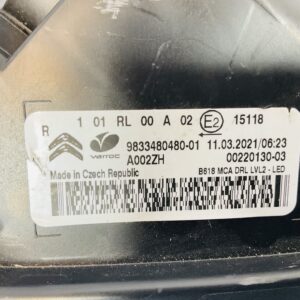 R 1 01 RL 00 A 02 E2 15118
varroc 9833480480-01 11.03.2021/06:23
A002ZH 00220130-03
Made in Czech Republic B618 MCA DRL LVL2 - LED